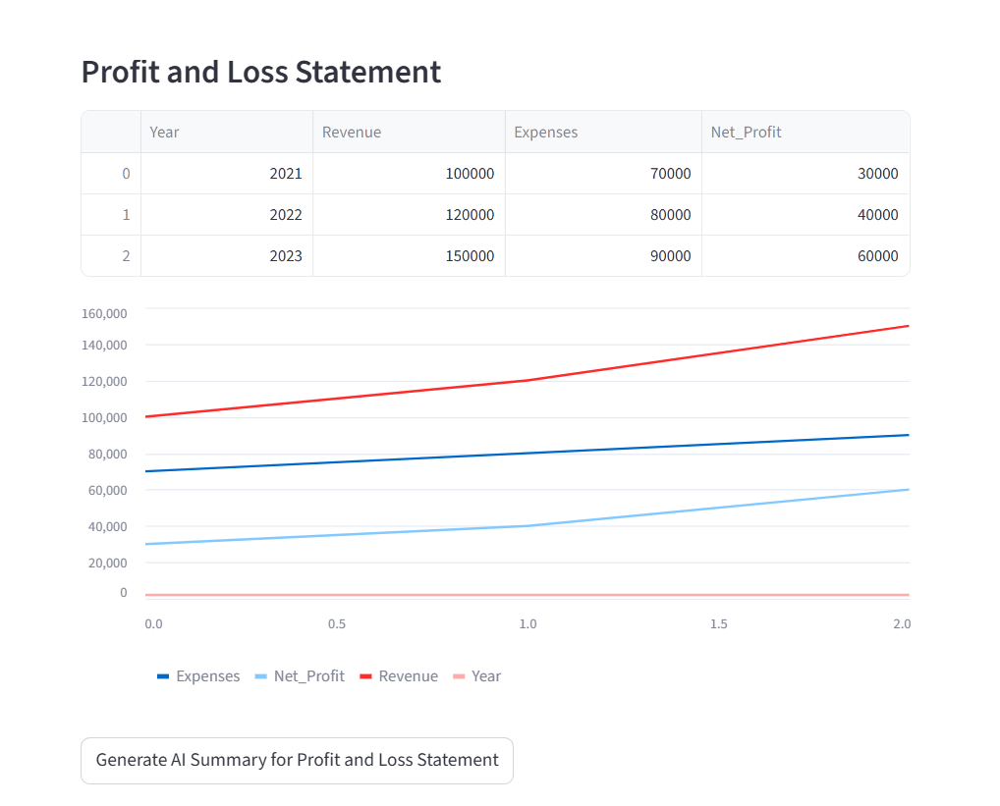 Profit and Loss Statement
Year Revenue Expenses Net_Profit
0 2021 100000 70000 30000
1 2022 120000 80000 40000
2 2023 150000 90000 60000
160,000
140,000
120,000
100,000
80,000
60,000
40,000
20,000
0
0.0 0.5 1.0 1.5 2.0
Expenses Net_Profit Revenue Year
Generate AI Summary for Profit and Loss Statement